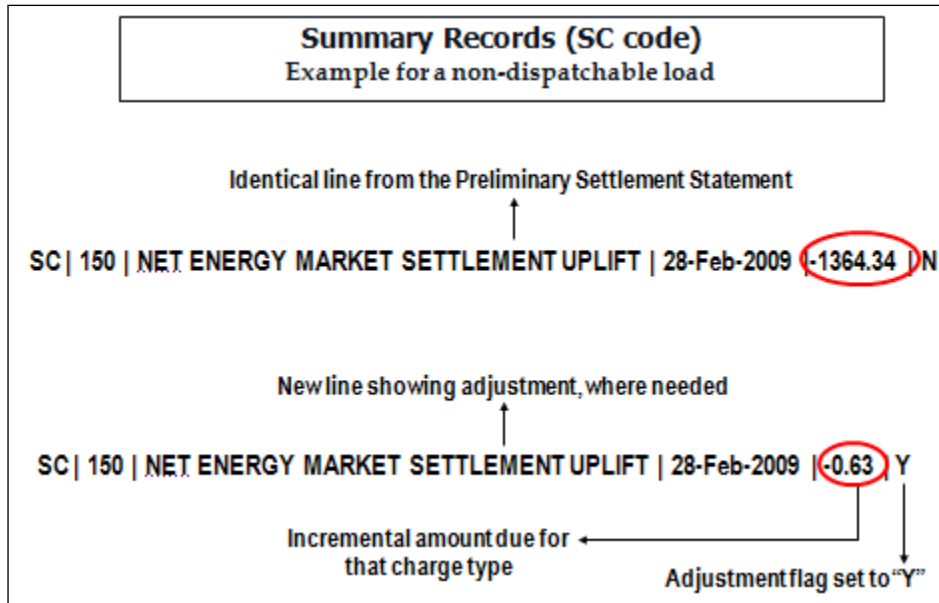 Summary Records (SC code)
Example for a non-dispatchable load
Identical line from the Preliminary Settlement Statement
SC | 150 | NET ENERGY MARKET SETTLEMENT UPLIFT | 28-Feb-2009 |-1364.34 | N
New line showing adjustment, where needed
SC | 150 | NET ENERGY MARKET SETTLEMENT UPLIFT | 28-Feb-2009 |-0.63 | Y
Incremental amount due for
that charge type
Adjustment flag set to “Y”